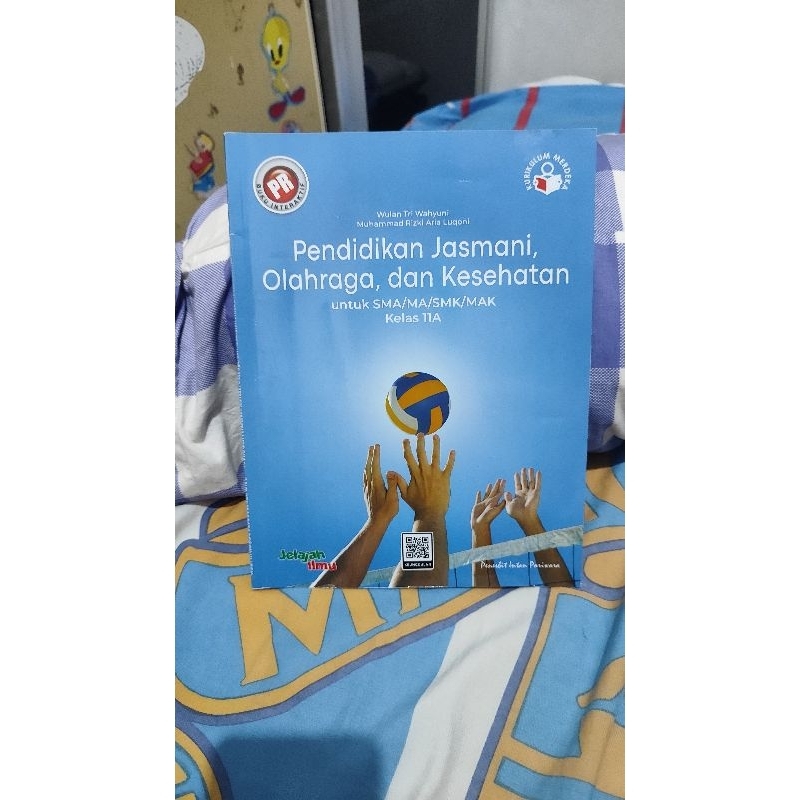 PR
BUKU INTERAKTIF
KURIKULUM MERDEKA
Wulan Tri Wahyuni
Muhammad Rizki Aria Luqoni
Pendidikan Jasmani,
Olahraga, dan Kesehatan
untuk SMA/MA/SMK/MAK
Kelas 11A
Jelajah
ilmu
Penerbit Intan Pariwara